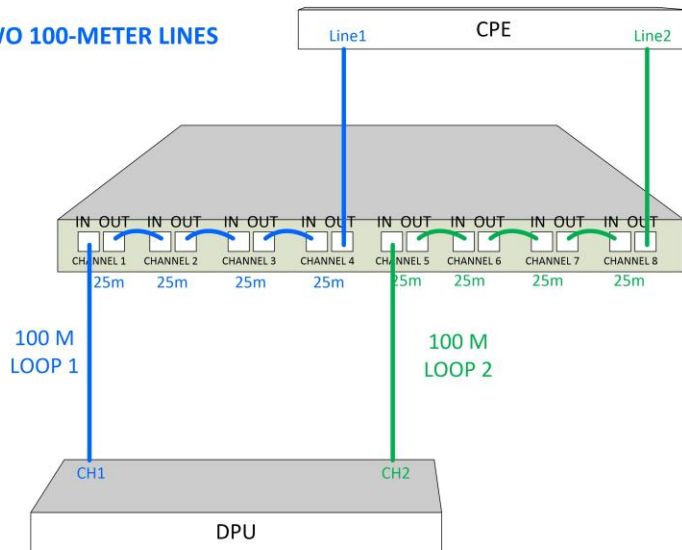 100-METER LINES
CPE
Line1 Line2
IN OUT IN OUT IN OUT IN OUT IN OUT IN OUT IN OUT IN OUT
CHANNEL 1 CHANNEL 2 CHANNEL 3 CHANNEL 4 CHANNEL 5 CHANNEL 6 CHANNEL 7 CHANNEL 8
25m 25m 25m 25m 25m 25m 25m 25m
100 M
LOOP 1
100 M
LOOP 2
CH1 CH2
DPU